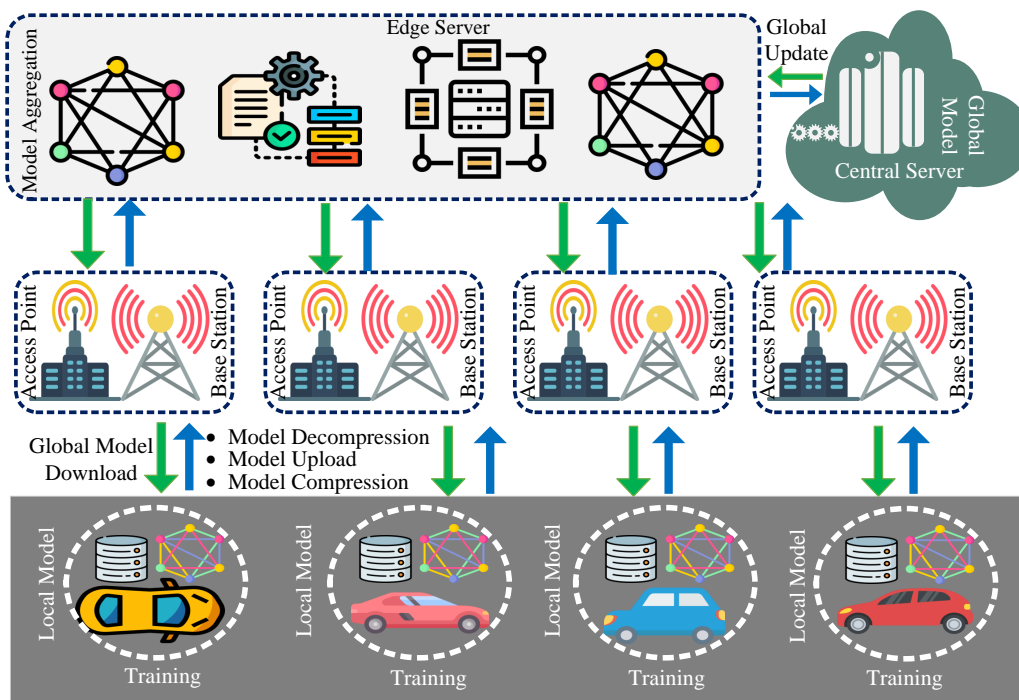 Edge Server
Model Aggregation
Global
Update
Global
Model
Central Server
Access Point
Base Station
Access Point
Base Station
Access Point
Base Station
Access Point
Base Station
Global Model
Download
• Model Decompression
• Model Upload
• Model Compression
Local Model
Training
Local Model
Training
Local Model
Training
Local Model
Training